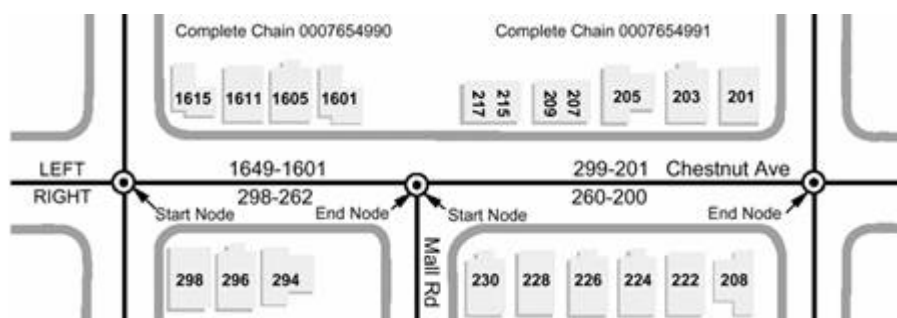 Complete Chain 0007654990 Complete Chain 0007654991
1615 1611 1605 1601 217 215 209 207 205 203 201
LEFT 1649-1601 299-201 Chestnut Ave
RIGHT 298-262 260-200
Start Node End Node Start Node End Node
Mall Rd
298 296 294 230 228 226 224 222 208